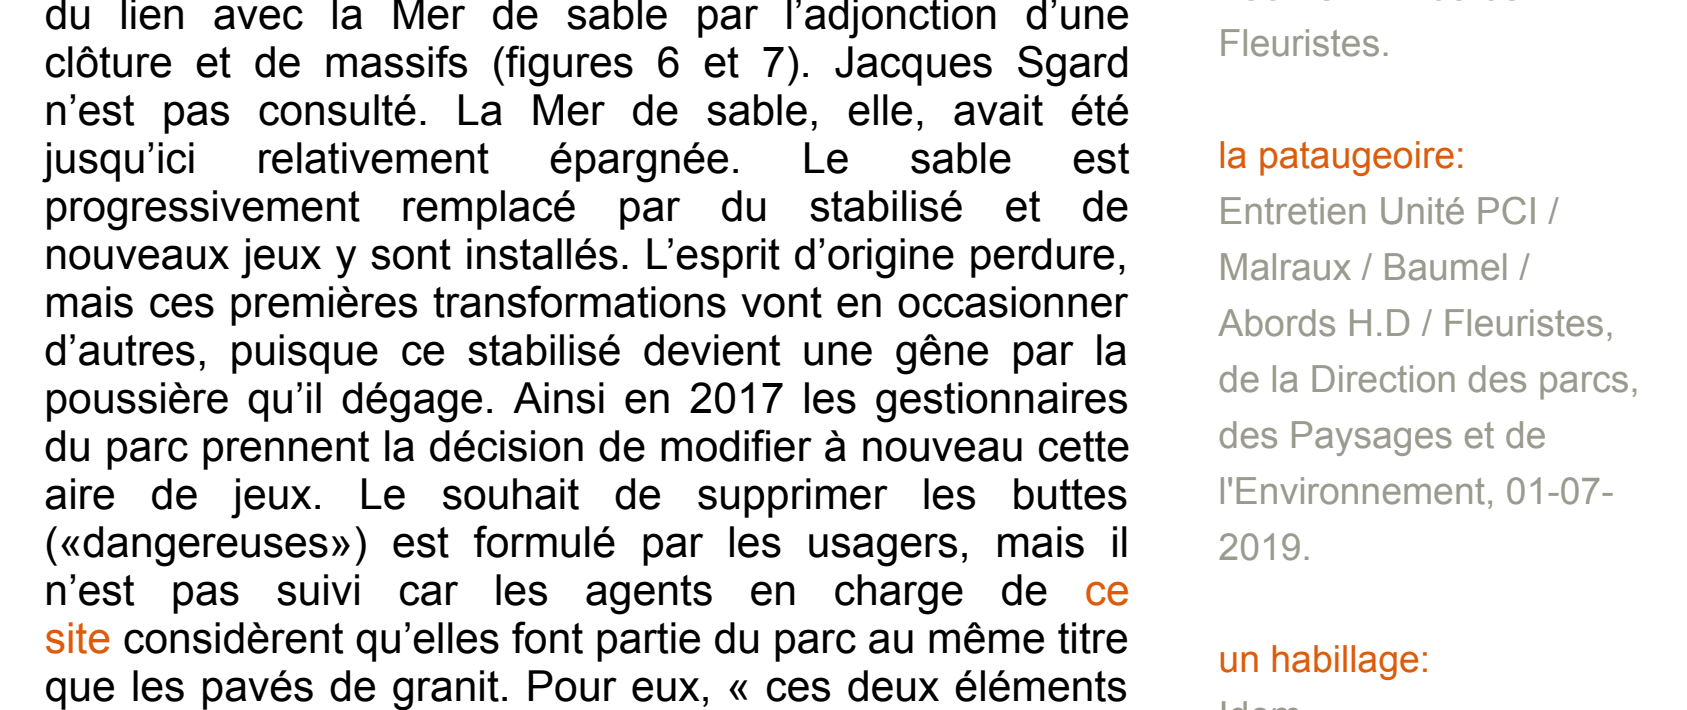 du lien avec la Mer de sable par l’adjonction d’une
clôture et de massifs (figures 6 et 7). Jacques Sgard
n’est pas consulté. La Mer de sable, elle, avait été
jusqu’ici relativement épargnée. Le sable est
progressivement remplacé par du stabilisé et de
nouveaux jeux y sont installés. L’esprit d’origine perdure,
mais ces premières transformations vont en occasionner
d’autres, puisque ce stabilisé devient une gêne par la
poussière qu’il dégage. Ainsi en 2017 les gestionnaires
du parc prennent la décision de modifier à nouveau cette
aire de jeux. Le souhait de supprimer les buttes
(«dangereuses») est formulé par les usagers, mais il
n’est pas suivi car les agents en charge de ce
site considèrent qu’elles font partie du parc au même titre
que les pavés de granit. Pour eux, « ces deux éléments
Fleuristes.
la pataugeoire:
Entretien Unité PCI /
Malraux / Baumel /
Abords H.D / Fleuristes,
de la Direction des parcs,
des Paysages et de
l'Environnement, 01-07-
2019.
un habillage: